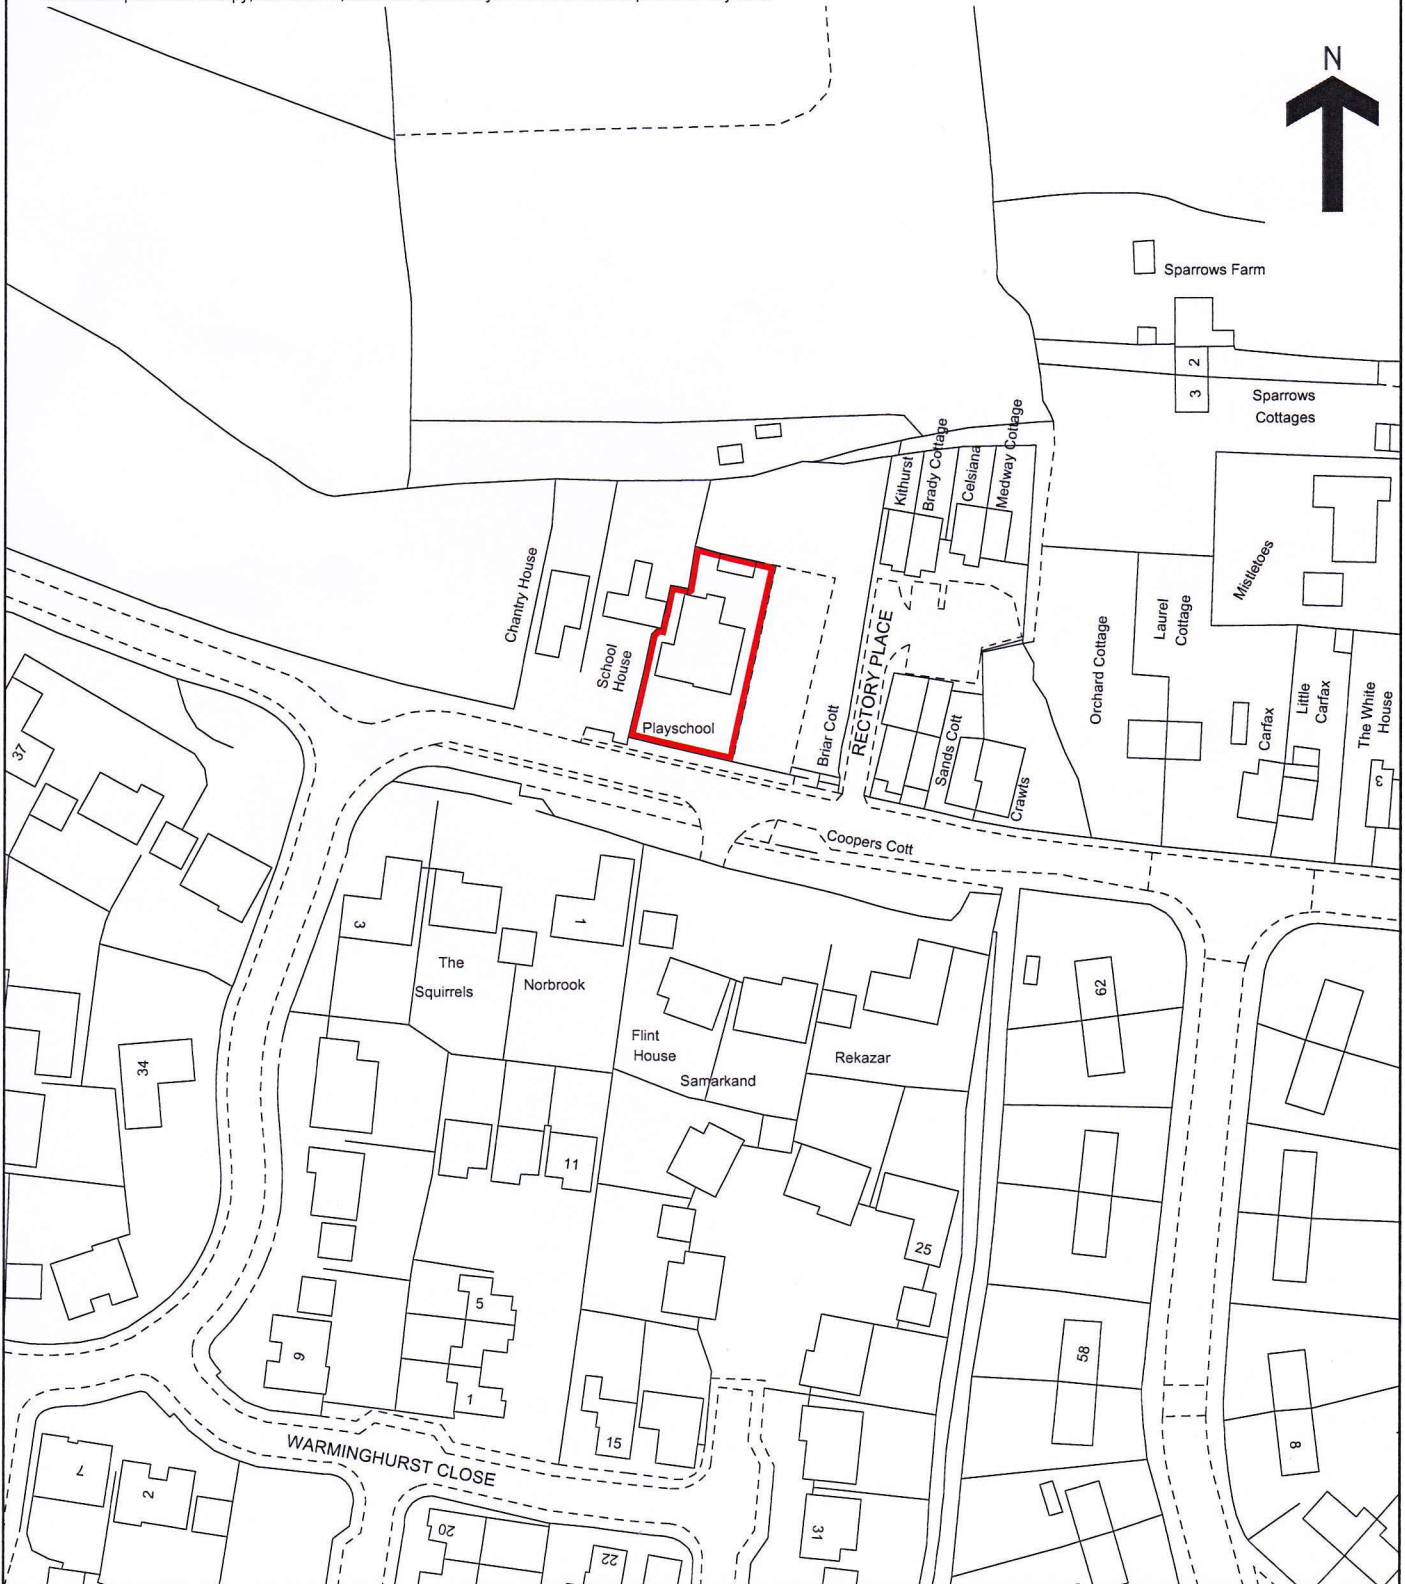 N
Sparrows Farm
2
3
Sparrows
Cottages
Kithurst
Brady Cottage
Celsiana
Medway Cottage
Mistletoes
Chantry House
School
House
Playschool
Briar Cott
RECTORY PLACE
Sands Cott
Crawts
Orchard Cottage
Laurel
Cottage
Carfax
Little
Carfax
The White
House
Coopers Cott
37
3
The
Squirrels
Norbrook
1
Flint
House
Samarkand
Rekazar
62
34
11
25
5
9
1
58
15
8
WARMINGHURST CLOSE
7
2
20
22
31